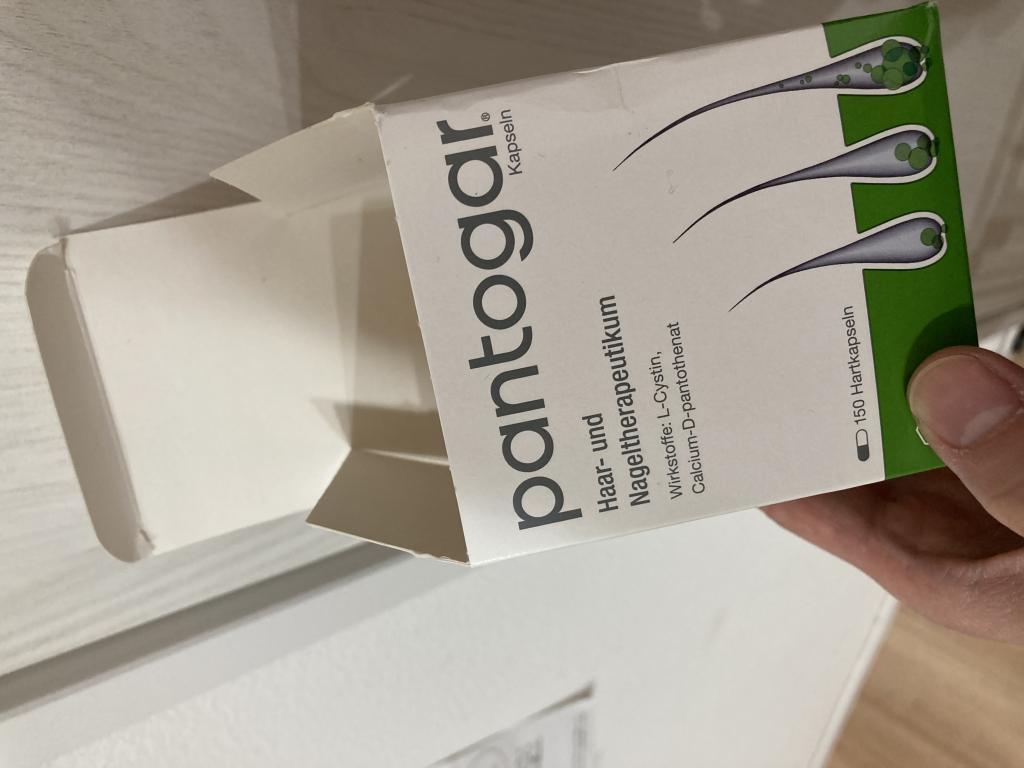 pantogar®
Kapseln
Haar- und
Nageltherapeutikum
Wirkstoffe: L-Cystin,
Calcium-D-pantothenat
150 Hartkapseln